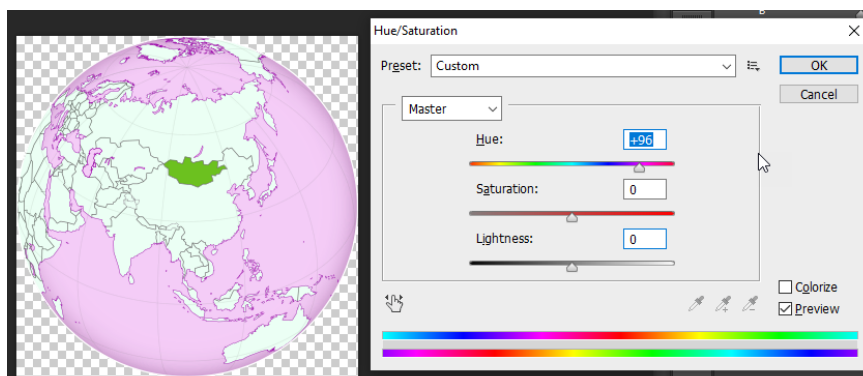 Hue/Saturation
Preset: Custom
OK
Cancel
Master
Hue: +96
Saturation: 0
Lightness: 0
Colorize
Preview